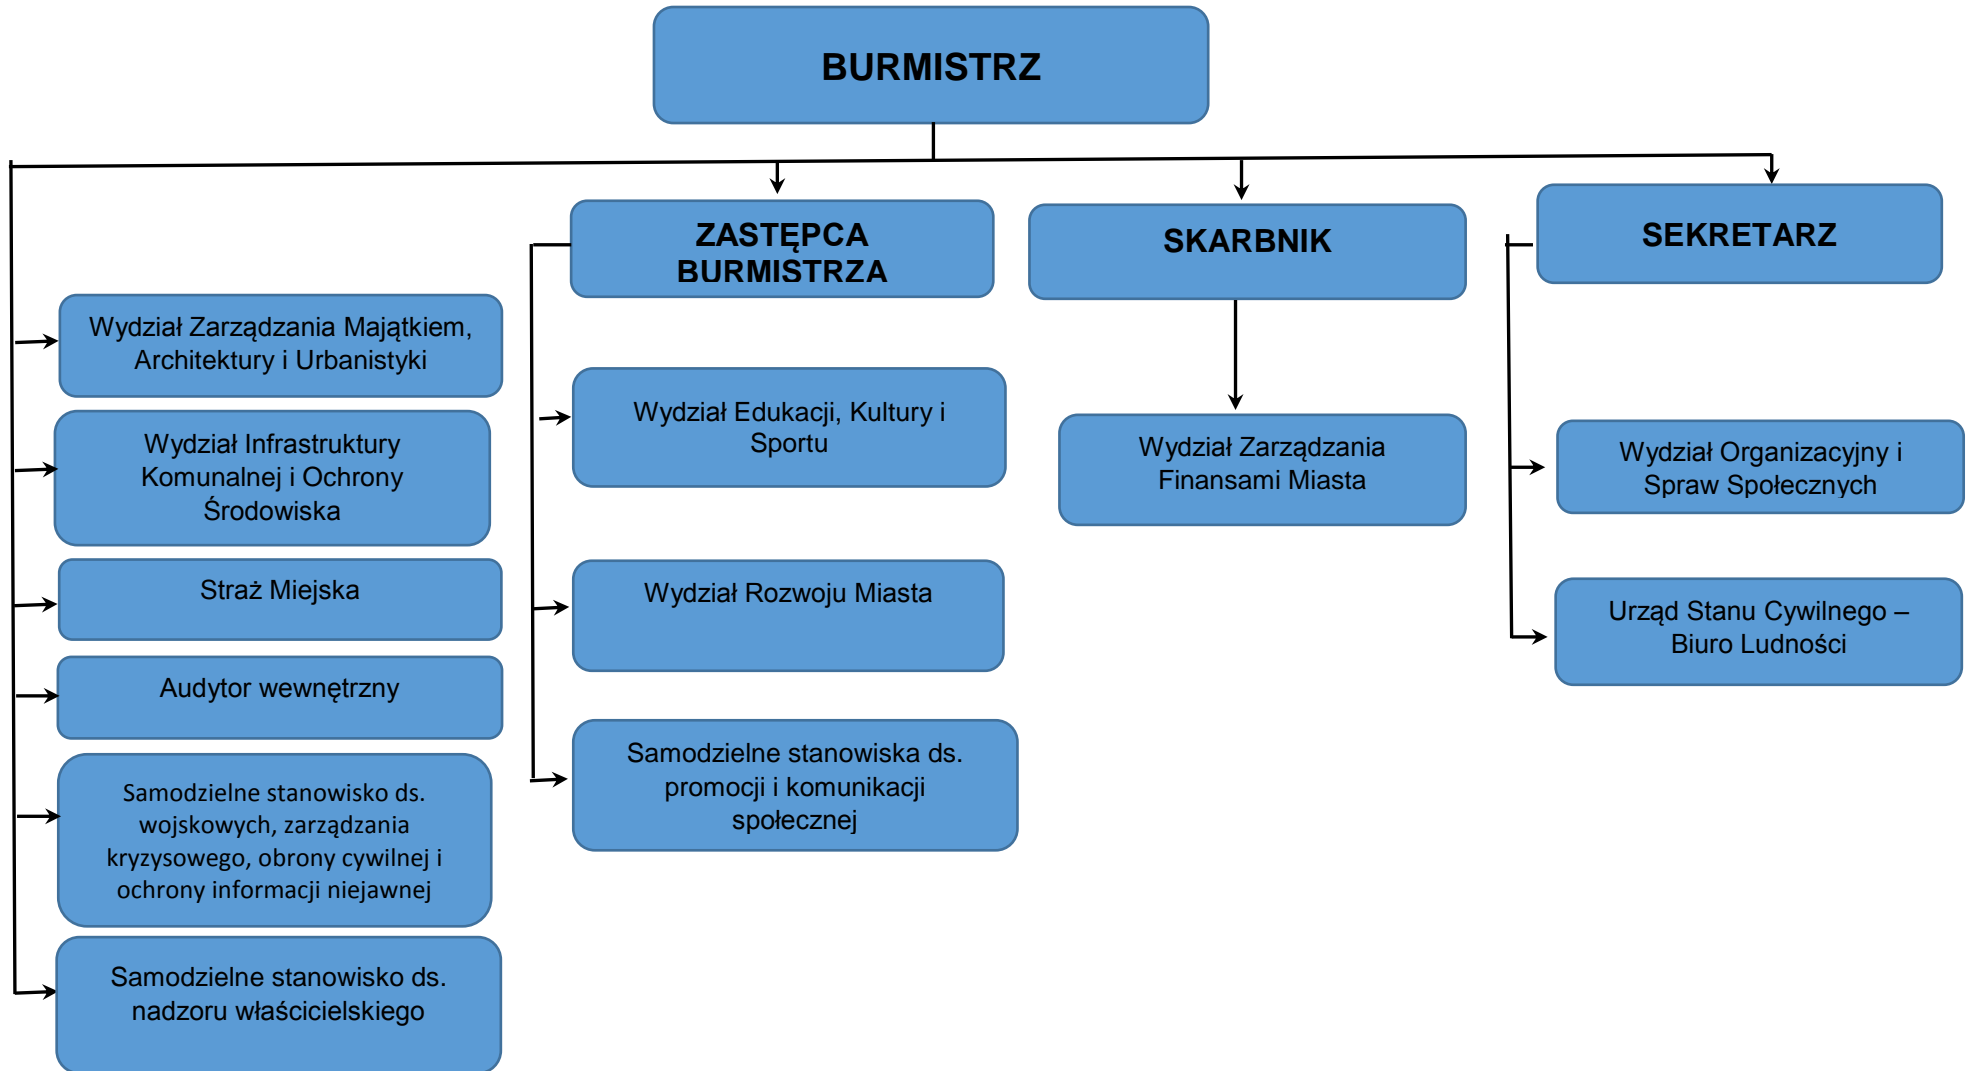 BURMISTRZ
ZASTĘPCA
BURMISTRZA
SKARBNIK
SEKRETARZ
Wydział Zarządzania Majątkiem,
Architektury i Urbanistyki
Wydział Infrastruktury
Komunalnej i Ochrony
Środowiska
Straż Miejska
Audytor wewnętrzny
Samodzielne stanowisko ds.
wojskowych, zarządzania
kryzysowego, obrony cywilnej i
ochrony informacji niejawnej
Samodzielne stanowisko ds.
nadzoru właścicielskiego
Wydział Edukacji, Kultury i
Sportu
Wydział Rozwoju Miasta
Samodzielne stanowiska ds.
promocji i komunikacji
społecznej
Wydział Zarządzania
Finansami Miasta
Wydział Organizacyjny i
Spraw Społecznych
Urząd Stanu Cywilnego –
Biuro Ludności